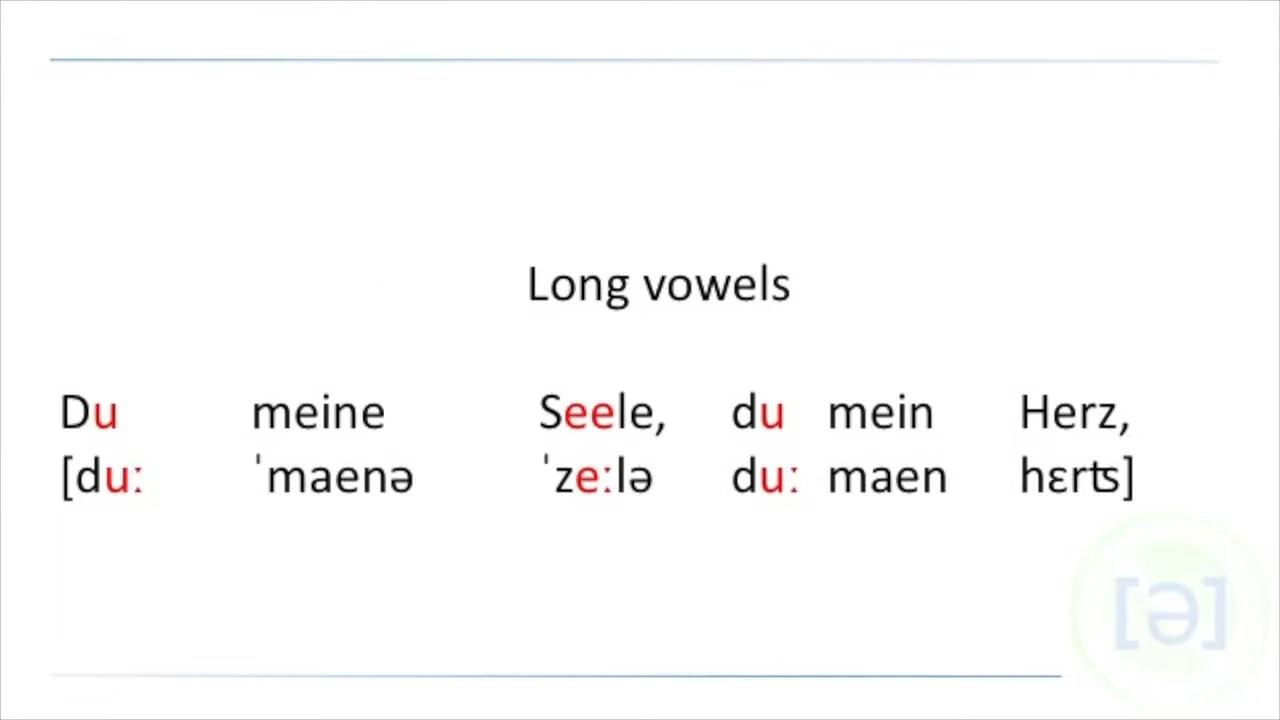 Long vowels
Du meine Seele, du mein Herz,
[duː ˈmaenə ˈzeːlə duː maen hɛrʦ]
[ə]